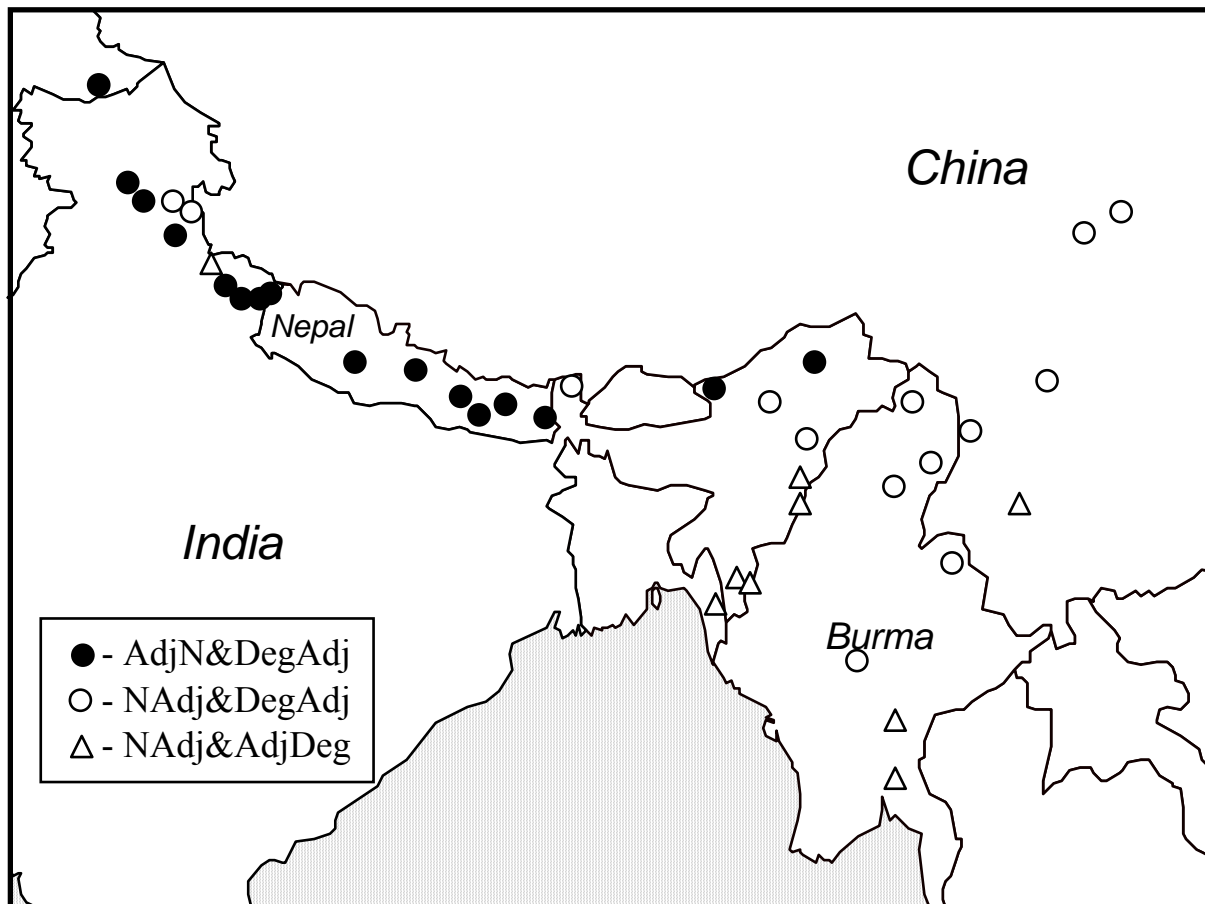 China
Nepal
India
Burma
- AdjN&DegAdj
- NAdj&DegAdj
- NAdj&AdjDeg